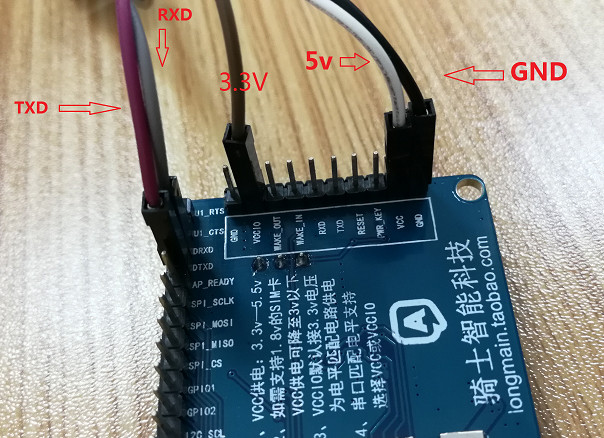 RXD
TXD
3.3V
5v
GND
U1_RTS
U1_CTS
DRXD
DTXD
AP_READY
SPI_SCLK
SPI_MOSI
SPI_MISO
SPI_CS
GPIO1
GPIO2
I2C_SCL
GND
VCCIO
WAKE_OUT
WAKE_IN
RXD
TXD
RESET
PWR_KEY
VCC
GND
、VCC供电：3.3v—5.5v
、如需支持1.8v的SIM卡
VCC供电可降至3v以下
3、VCCIO默认接3.3v电压
为电平匹配电路供电
4、串口匹配电平支持
选择VCC或VCCIO
骑士智能科技
longmain.taobao.com